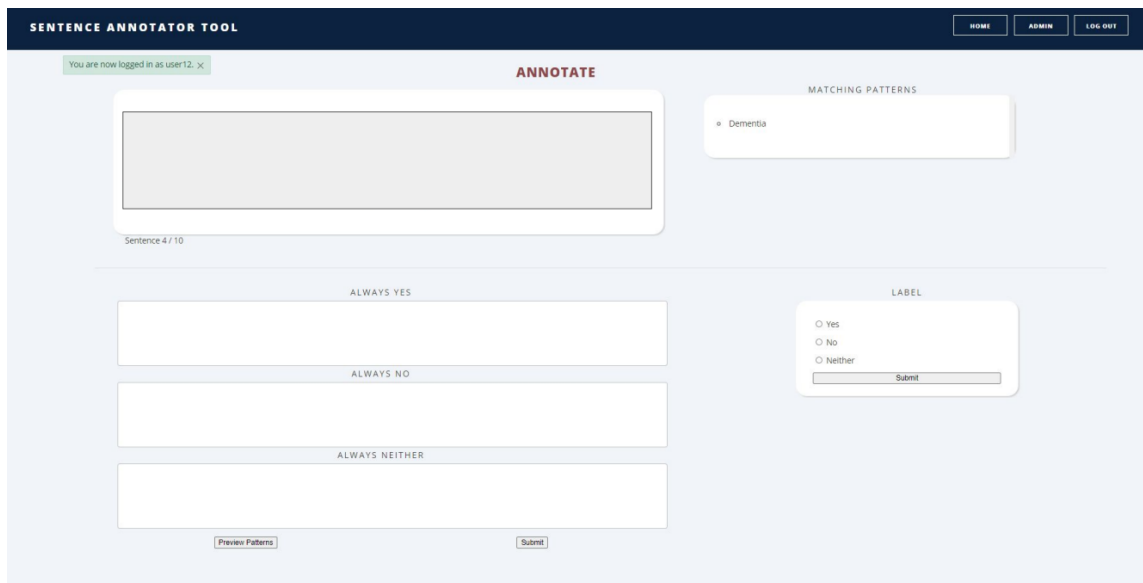 SENTENCE ANNOTATOR TOOL
HOME
ADMIN
LOG OUT
You are now logged in as user12. ×
ANNOTATE
MATCHING PATTERNS
Dementia
Sentence 4 / 10
ALWAYS YES
LABEL
Yes
No
Neither
Submit
ALWAYS NO
ALWAYS NEITHER
Preview Patterns
Submit